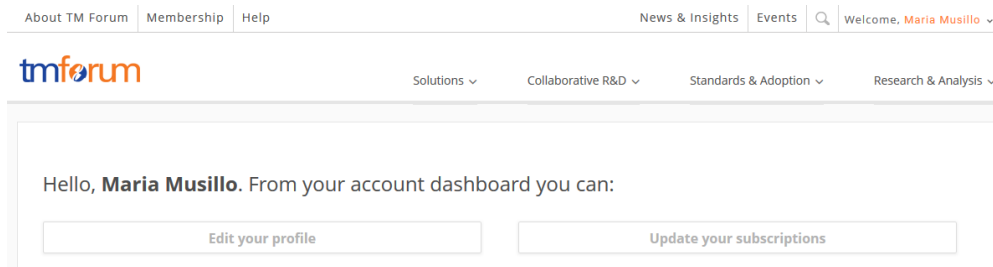 About TM Forum Membership Help News & Insights Events Welcome, Maria Musillo
tmforum
Solutions Collaborative R&D Standards & Adoption Research & Analysis
Hello, Maria Musillo. From your account dashboard you can:
Edit your profile Update your subscriptions